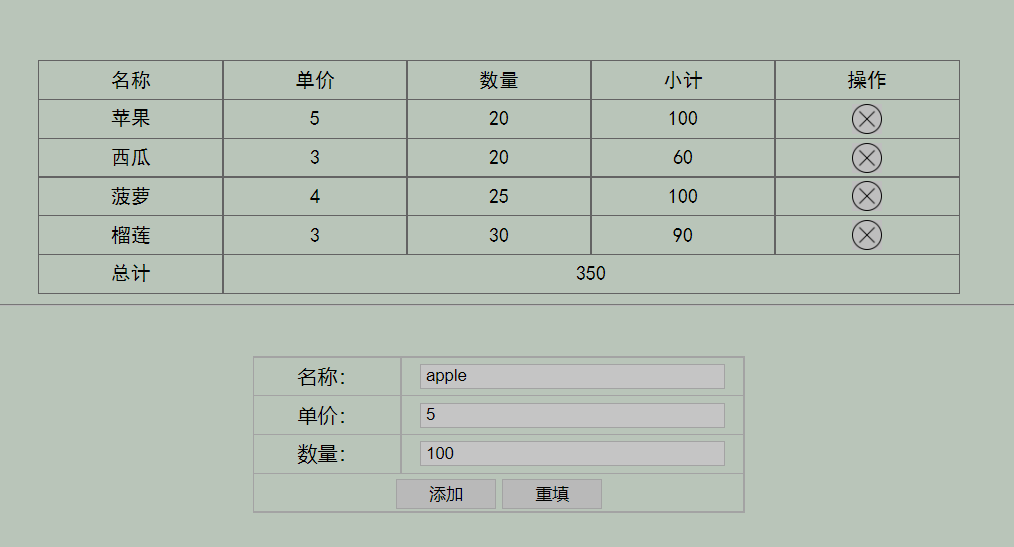 名称 单价 数量 小计 操作
苹果 5 20 100
西瓜 3 20 60
菠萝 4 25 100
榴莲 3 30 90
总计 350
名称： apple
单价： 5
数量： 100
添加 重填